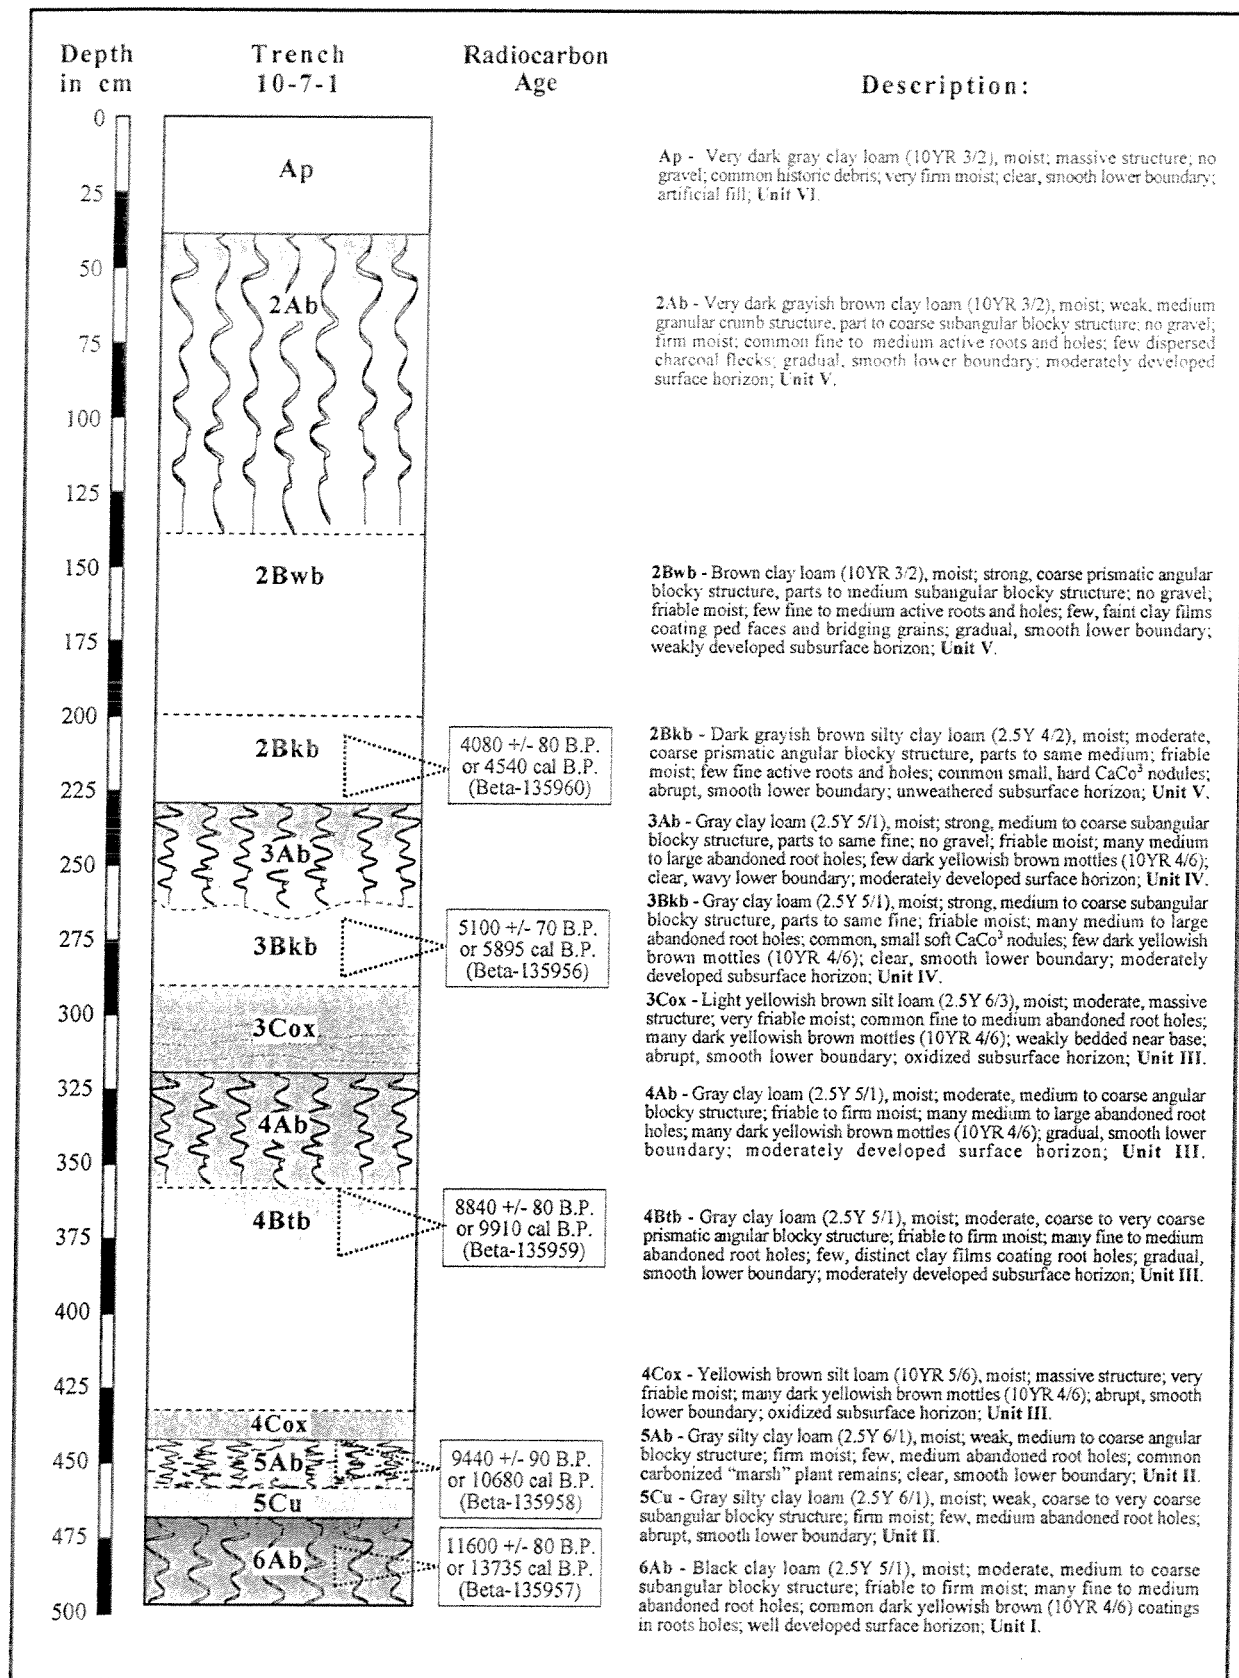 Depth
in cm
Trench
10-7-1
Radiocarbon
Age
Description:
0
25
50
75
100
125
150
175
200
225
250
275
300
325
350
375
400
425
450
475
500
Ap
2Ab
2Bwb
2Bkb
3Ab
3Bkb
3Cox
4Ab
4Btb
4Cox
5Ab
5Cu
6Ab
4080 +/- 80 B.P.
or 4540 cal B.P.
(Beta-135960)
5100 +/- 70 B.P.
or 5895 cal B.P.
(Beta-135956)
8840 +/- 80 B.P.
or 9910 cal B.P.
(Beta-135959)
9440 +/- 90 B.P.
or 10680 cal B.P.
(Beta-135958)
11600 +/- 80 B.P.
or 13735 cal B.P.
(Beta-135957)
Ap - Very dark gray clay loam (10YR 3/2), moist; massive structure; no
gravel; common historic debris; very firm moist; clear, smooth lower boundary;
artificial fill; Unit VI.
2Ab - Very dark grayish brown clay loam (10YR 3/2), moist; weak, medium
granular crumb structure, part to coarse subangular blocky structure; no gravel;
firm moist; common fine to medium active roots and holes; few dispersed
charcoal flecks; gradual, smooth lower boundary; moderately developed
surface horizon; Unit V.
2Bwb - Brown clay loam (10YR 3/2), moist; strong, coarse prismatic angular
blocky structure, parts to medium subangular blocky structure; no gravel;
friable moist; few fine to medium active roots and holes; few, faint clay films
coating ped faces and bridging grains; gradual, smooth lower boundary;
weakly developed subsurface horizon; Unit V.
2Bkb - Dark grayish brown silty clay loam (2.5Y 4/2), moist; moderate,
coarse prismatic angular blocky structure, parts to same medium; friable
moist; few fine active roots and holes; common small, hard CaCo³ nodules;
abrupt, smooth lower boundary; unweathered subsurface horizon; Unit V.
3Ab - Gray clay loam (2.5Y 5/1), moist; strong, medium to coarse subangular
blocky structure, parts to same fine; no gravel; friable moist; many medium
to large abandoned root holes; few dark yellowish brown mottles (10YR 4/6);
clear, wavy lower boundary; moderately developed surface horizon; Unit IV.
3Bkb - Gray clay loam (2.5Y 5/1), moist; strong, medium to coarse subangular
blocky structure, parts to same fine; friable moist; many medium to large
abandoned root holes; common, small soft CaCo³ nodules; few dark yellowish
brown mottles (10YR 4/6); clear, smooth lower boundary; moderately
developed subsurface horizon; Unit IV.
3Cox - Light yellowish brown silt loam (2.5Y 6/3), moist; moderate, massive
structure; very friable moist; common fine to medium abandoned root holes;
many dark yellowish brown mottles (10YR 4/6); weakly bedded near base;
abrupt, smooth lower boundary; oxidized subsurface horizon; Unit III.
4Ab - Gray clay loam (2.5Y 5/1), moist; moderate, medium to coarse angular
blocky structure; friable to firm moist; many medium to large abandoned root
holes; many dark yellowish brown mottles (10YR 4/6); gradual, smooth lower
boundary; moderately developed surface horizon; Unit III.
4Btb - Gray clay loam (2.5Y 5/1), moist; moderate, coarse to very coarse
prismatic angular blocky structure; friable to firm moist; many fine to medium
abandoned root holes; few, distinct clay films coating root holes; gradual,
smooth lower boundary; moderately developed subsurface horizon; Unit III.
4Cox - Yellowish brown silt loam (10YR 5/6), moist; massive structure; very
friable moist; many dark yellowish brown mottles (10YR 4/6); abrupt, smooth
lower boundary; oxidized subsurface horizon; Unit III.
5Ab - Gray silty clay loam (2.5Y 6/1), moist; weak, medium to coarse angular
blocky structure; firm moist; few, medium abandoned root holes; common
carbonized "marsh" plant remains; clear, smooth lower boundary; Unit II.
5Cu - Gray silty clay loam (2.5Y 6/1), moist; weak, coarse to very coarse
subangular blocky structure; firm moist; few, medium abandoned root holes;
abrupt, smooth lower boundary; Unit II.
6Ab - Black clay loam (2.5Y 5/1), moist; moderate, medium to coarse
subangular blocky structure; friable to firm moist; many fine to medium
abandoned root holes; common dark yellowish brown (10YR 4/6) coatings
in roots holes; well developed surface horizon; Unit I.